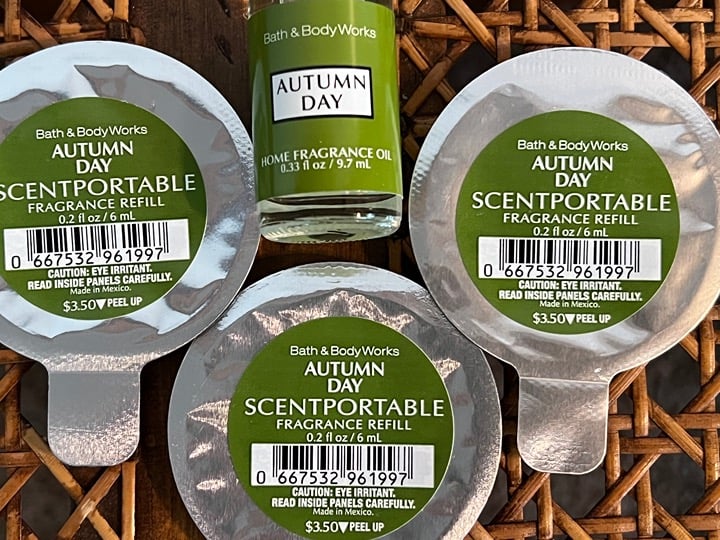 Bath & Body Works
AUTUMN
DAY
HOME FRAGRANCE OIL
0.33 fl oz / 9.7 mL
Bath & Body Works
AUTUMN
DAY
SCENTPORTABLE
FRAGRANCE REFILL
0.2 fl oz / 6 mL
0 667532 961997
CAUTION: EYE IRRITANT.
READ INSIDE PANELS CAREFULLY.
Made in Mexico.
$3.50▼PEEL UP
Bath & Body Works
AUTUMN
DAY
SCENTPORTABLE
FRAGRANCE REFILL
0.2 fl oz / 6 mL
0 667532 961997
CAUTION: EYE IRRITANT.
READ INSIDE PANELS CAREFULLY.
Made in Mexico.
$3.50▼PEEL UP
Bath & Body Works
AUTUMN
DAY
SCENTPORTABLE
FRAGRANCE REFILL
0.2 fl oz / 6 mL
0 667532 961997
CAUTION: EYE IRRITANT.
READ INSIDE PANELS CAREFULLY.
Made in Mexico.
$3.50▼PEEL UP